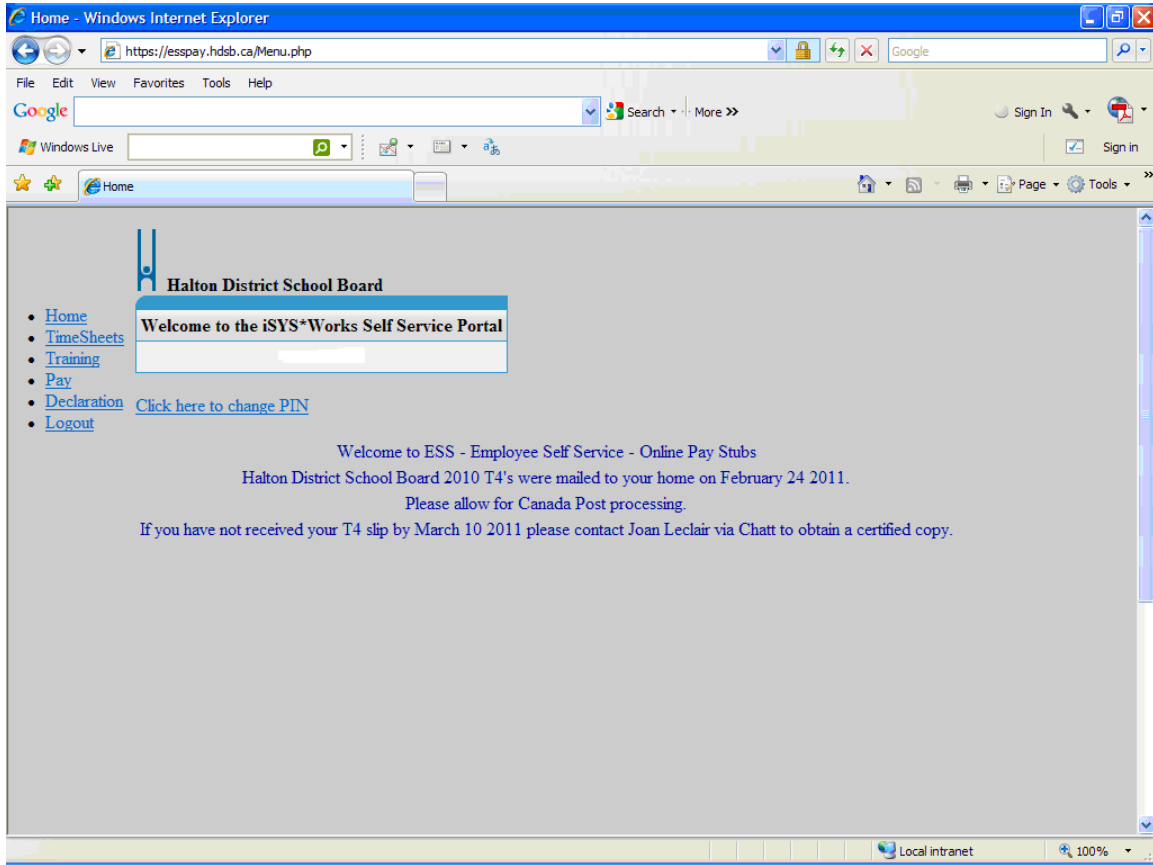 Home - Windows Internet Explorer
https://esspay.hdsb.ca/Menu.php
Google
File Edit View Favorites Tools Help
Google Search More >> Sign In
Windows Live Sign in
Home Page Tools >>
Halton District School Board
Welcome to the iSYS*Works Self Service Portal
Home
TimeSheets
Training
Pay
Declaration
Logout
Click here to change PIN
Welcome to ESS - Employee Self Service - Online Pay Stubs
Halton District School Board 2010 T4's were mailed to your home on February 24 2011.
Please allow for Canada Post processing.
If you have not received your T4 slip by March 10 2011 please contact Joan Leclair via Chatt to obtain a certified copy.
Local intranet 100%